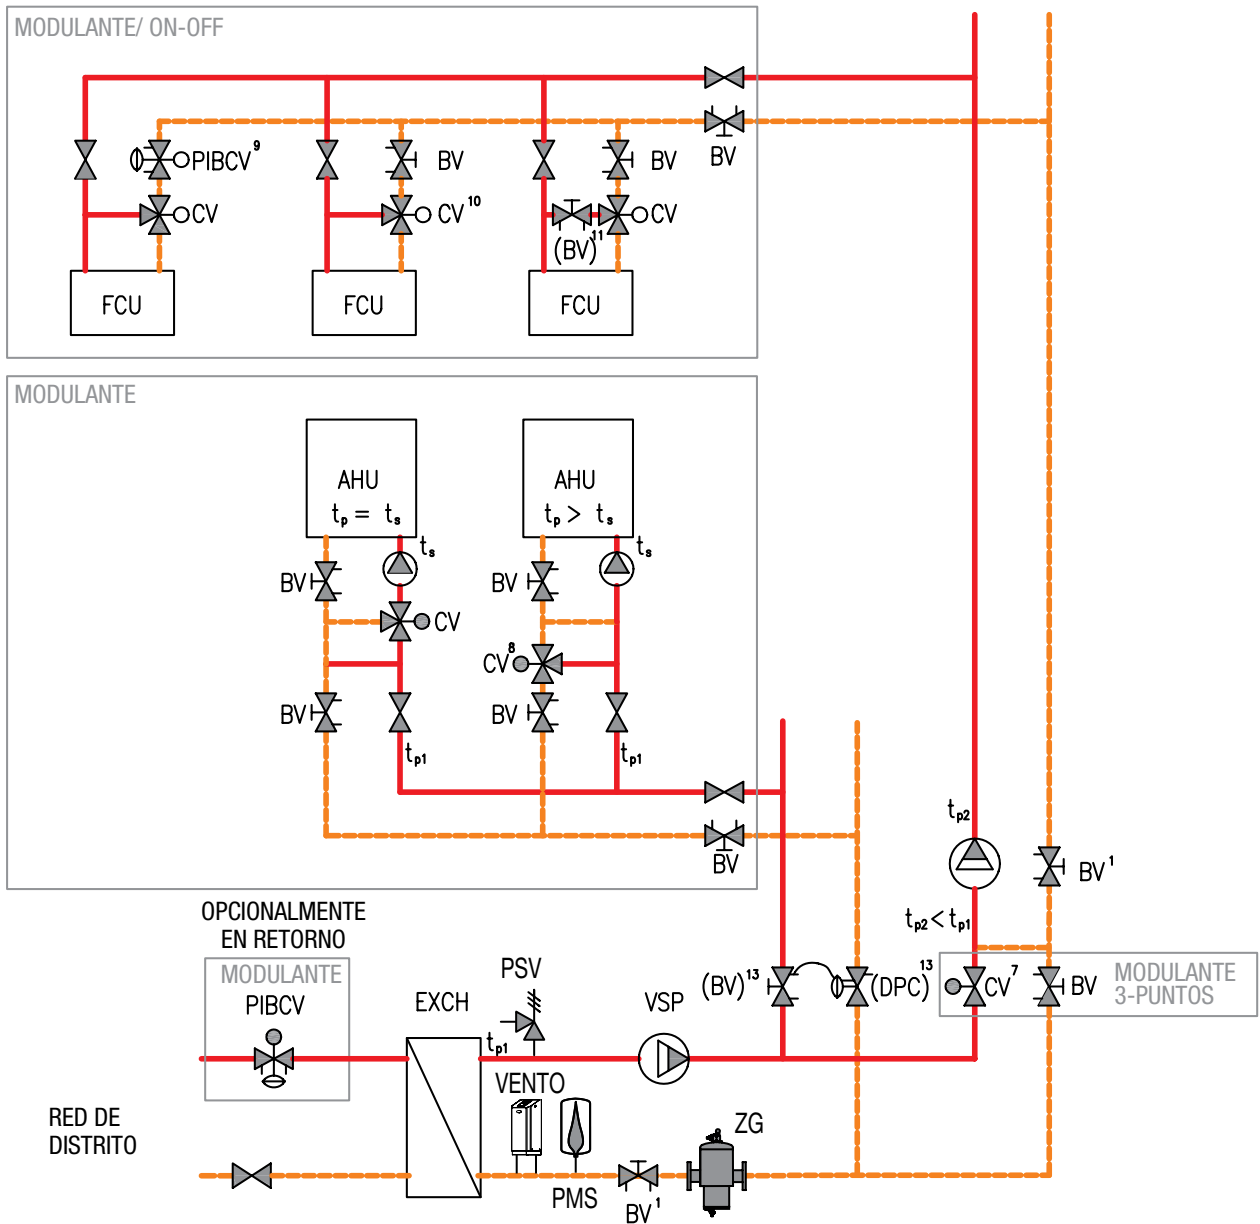 MODULANTE/ ON-OFF
PIBCV⁹
BV
BV
BV
CV
CV¹⁰
CV
(BV)¹¹
FCU
FCU
FCU
MODULANTE
AHU
tp = ts
AHU
tp > ts
ts
ts
BV
BV
CV
CV⁸
BV
BV
tp1
tp1
BV
tp2
BV¹
tp2<tp1
OPCIONALMENTE
EN RETORNO
MODULANTE
PIBCV
EXCH
PSV
VSP
(BV)¹³
(DPC)¹³
CV⁷
BV
MODULANTE
3-PUNTOS
tp1
VENTO
RED DE
DISTRITO
PMS
BV¹
ZG